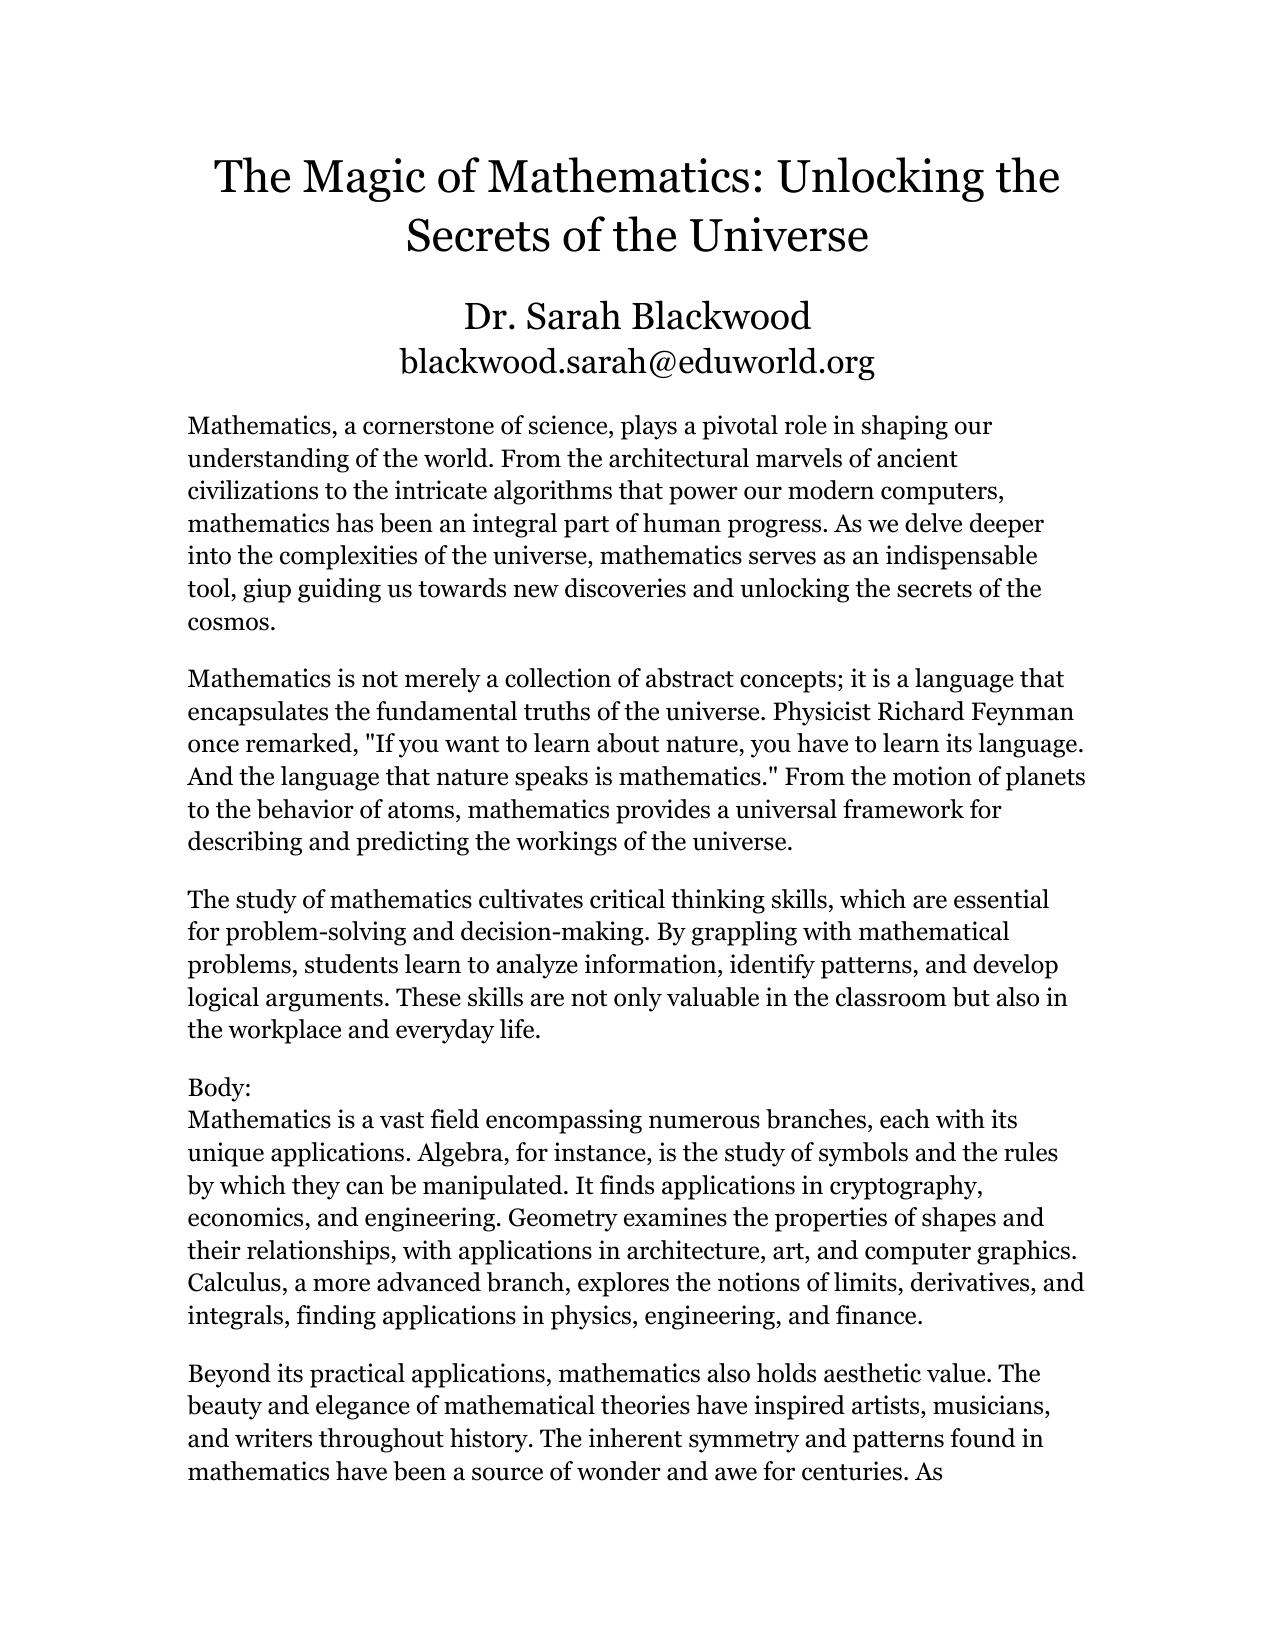 The Magic of Mathematics: Unlocking the
Secrets of the Universe
Dr. Sarah Blackwood
blackwood.sarah@eduworld.org
Mathematics, a cornerstone of science, plays a pivotal role in shaping our
understanding of the world. From the architectural marvels of ancient
civilizations to the intricate algorithms that power our modern computers,
mathematics has been an integral part of human progress. As we delve deeper
into the complexities of the universe, mathematics serves as an indispensable
tool, giup guiding us towards new discoveries and unlocking the secrets of the
cosmos.
Mathematics is not merely a collection of abstract concepts; it is a language that
encapsulates the fundamental truths of the universe. Physicist Richard Feynman
once remarked, "If you want to learn about nature, you have to learn its language.
And the language that nature speaks is mathematics." From the motion of planets
to the behavior of atoms, mathematics provides a universal framework for
describing and predicting the workings of the universe.
The study of mathematics cultivates critical thinking skills, which are essential
for problem-solving and decision-making. By grappling with mathematical
problems, students learn to analyze information, identify patterns, and develop
logical arguments. These skills are not only valuable in the classroom but also in
the workplace and everyday life.
Body:
Mathematics is a vast field encompassing numerous branches, each with its
unique applications. Algebra, for instance, is the study of symbols and the rules
by which they can be manipulated. It finds applications in cryptography,
economics, and engineering. Geometry examines the properties of shapes and
their relationships, with applications in architecture, art, and computer graphics.
Calculus, a more advanced branch, explores the notions of limits, derivatives, and
integrals, finding applications in physics, engineering, and finance.
Beyond its practical applications, mathematics also holds aesthetic value. The
beauty and elegance of mathematical theories have inspired artists, musicians,
and writers throughout history. The inherent symmetry and patterns found in
mathematics have been a source of wonder and awe for centuries. As